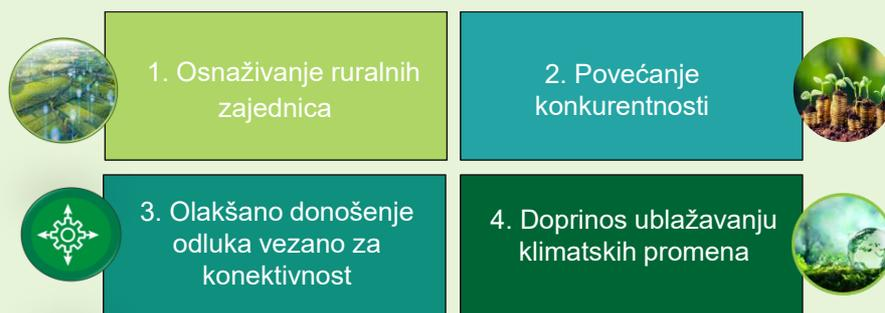 1. Osnaživanje ruralnih
zajednica
2. Povećanje
konkurentnosti
3. Olakšano donošenje
odluka vezano za
konektivnost
4. Doprinos ublažavanju
klimatskih promena